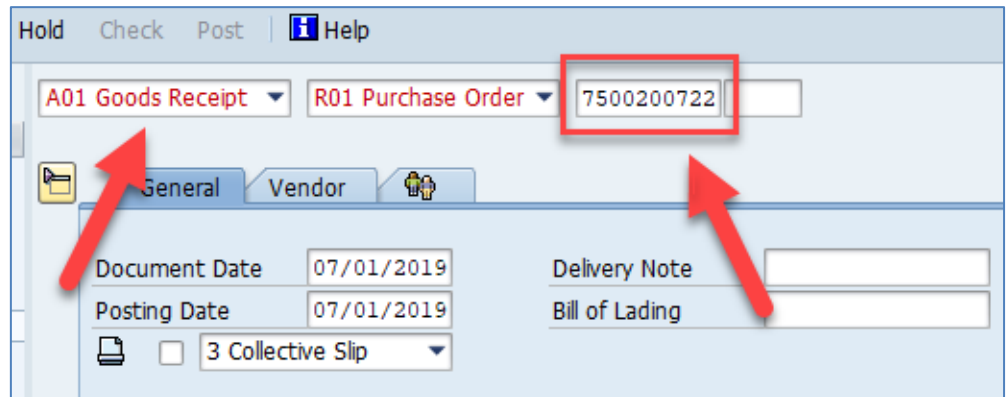 Hold Check Post Help
A01 Goods Receipt R01 Purchase Order 7500200722
General Vendor
Document Date 07/01/2019 Delivery Note
Posting Date 07/01/2019 Bill of Lading
3 Collective Slip